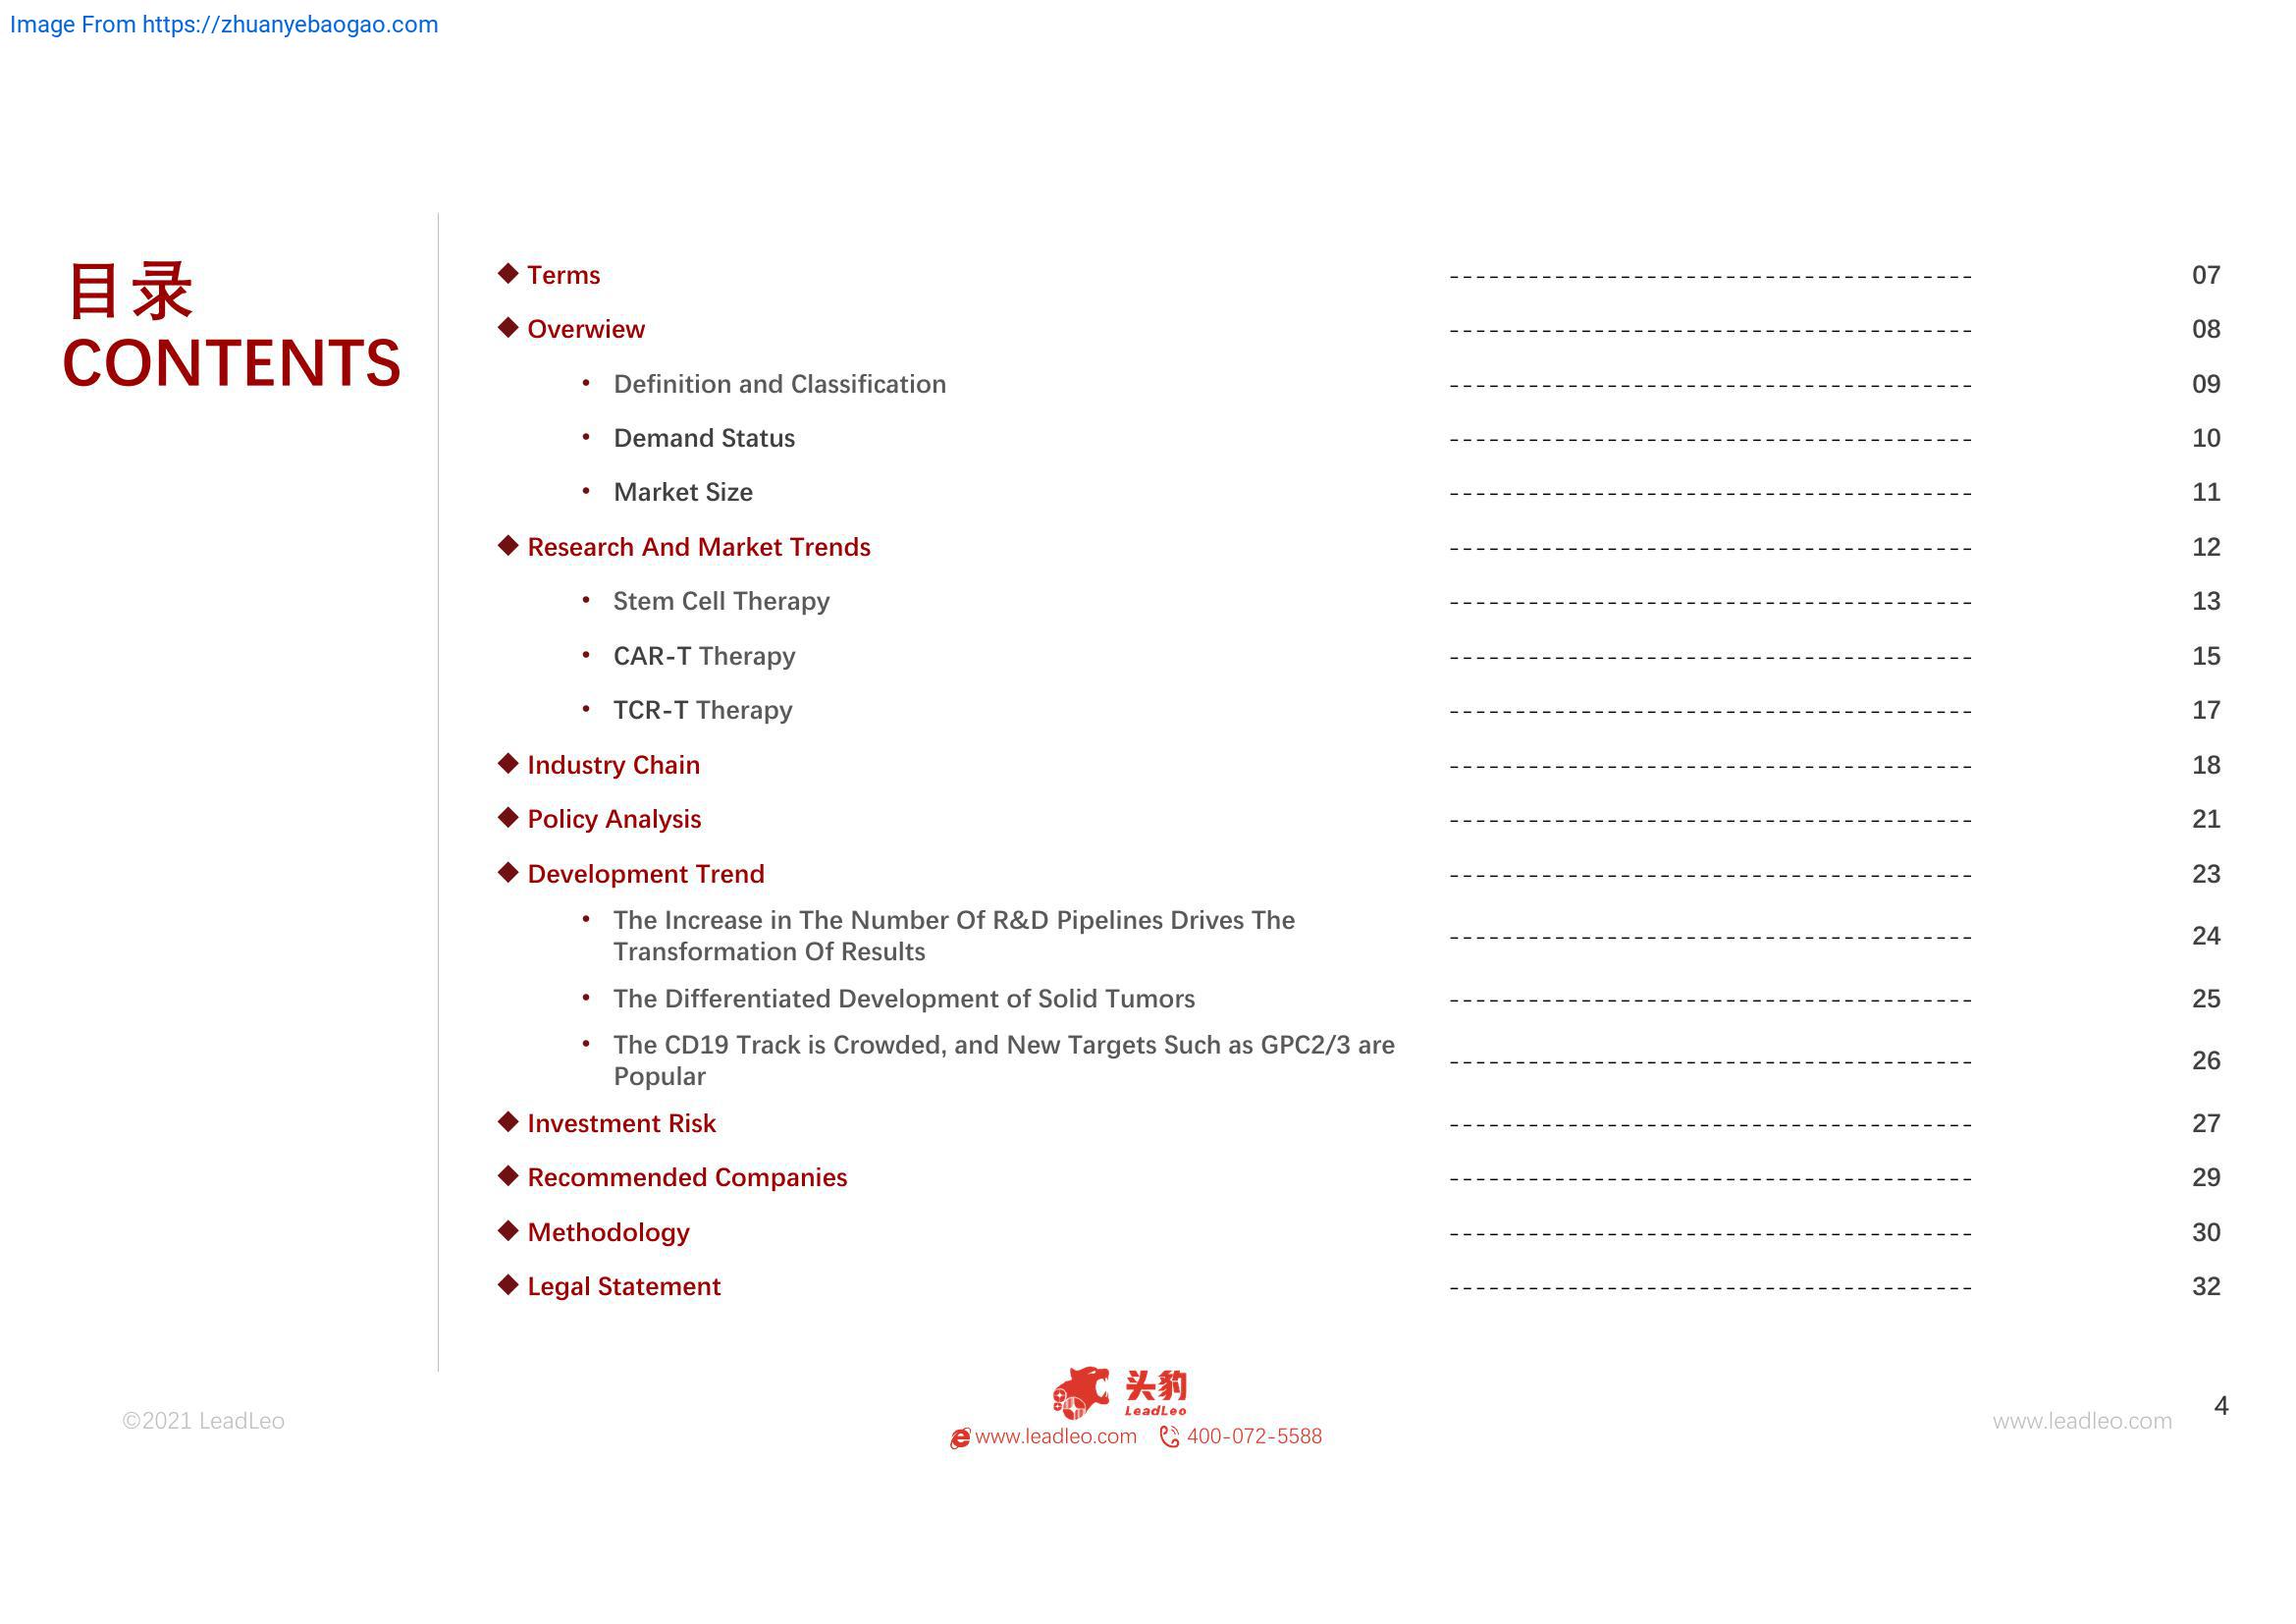 Image From https://zhuanyebaogao.com
目录
CONTENTS
◆ Terms --------------------------------------- 07
◆ Overwiew --------------------------------------- 08
• Definition and Classification --------------------------------------- 09
• Demand Status --------------------------------------- 10
• Market Size --------------------------------------- 11
◆ Research And Market Trends --------------------------------------- 12
• Stem Cell Therapy --------------------------------------- 13
• CAR-T Therapy --------------------------------------- 15
• TCR-T Therapy --------------------------------------- 17
◆ Industry Chain --------------------------------------- 18
◆ Policy Analysis --------------------------------------- 21
◆ Development Trend --------------------------------------- 23
• The Increase in The Number Of R&D Pipelines Drives The
Transformation Of Results --------------------------------------- 24
• The Differentiated Development of Solid Tumors --------------------------------------- 25
• The CD19 Track is Crowded, and New Targets Such as GPC2/3 are
Popular --------------------------------------- 26
◆ Investment Risk --------------------------------------- 27
◆ Recommended Companies --------------------------------------- 29
◆ Methodology --------------------------------------- 30
◆ Legal Statement --------------------------------------- 32
©2021 LeadLeo
头豹
LeadLeo
www.leadleo.com 400-072-5588
www.leadleo.com
4